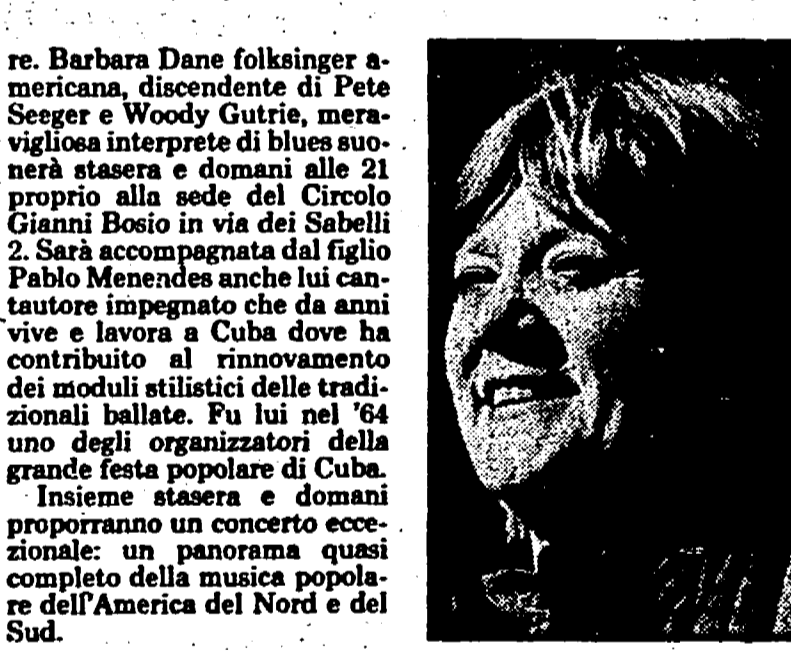 re. Barbara Dane folksinger a-
mericana, discendente di Pete
Seeger e Woody Gutrie, mera-
vigliosa interprete di blues suo-
nerà stasera e domani alle 21
proprio alla sede del Circolo
Gianni Bosio in via dei Sabelli
2. Sarà accompagnata dal figlio
Pablo Menendes anche lui can-
tautore impegnato che da anni
vive e lavora a Cuba dove ha
contribuito al rinnovamento
dei moduli stilistici delle tradi-
zionali ballate. Fu lui nel '64
uno degli organizzatori della
grande festa popolare di Cuba.
Insieme stasera e domani
proporranno un concerto ecce-
zionale: un panorama quasi
completo della musica popola-
re dell'America del Nord e del
Sud.